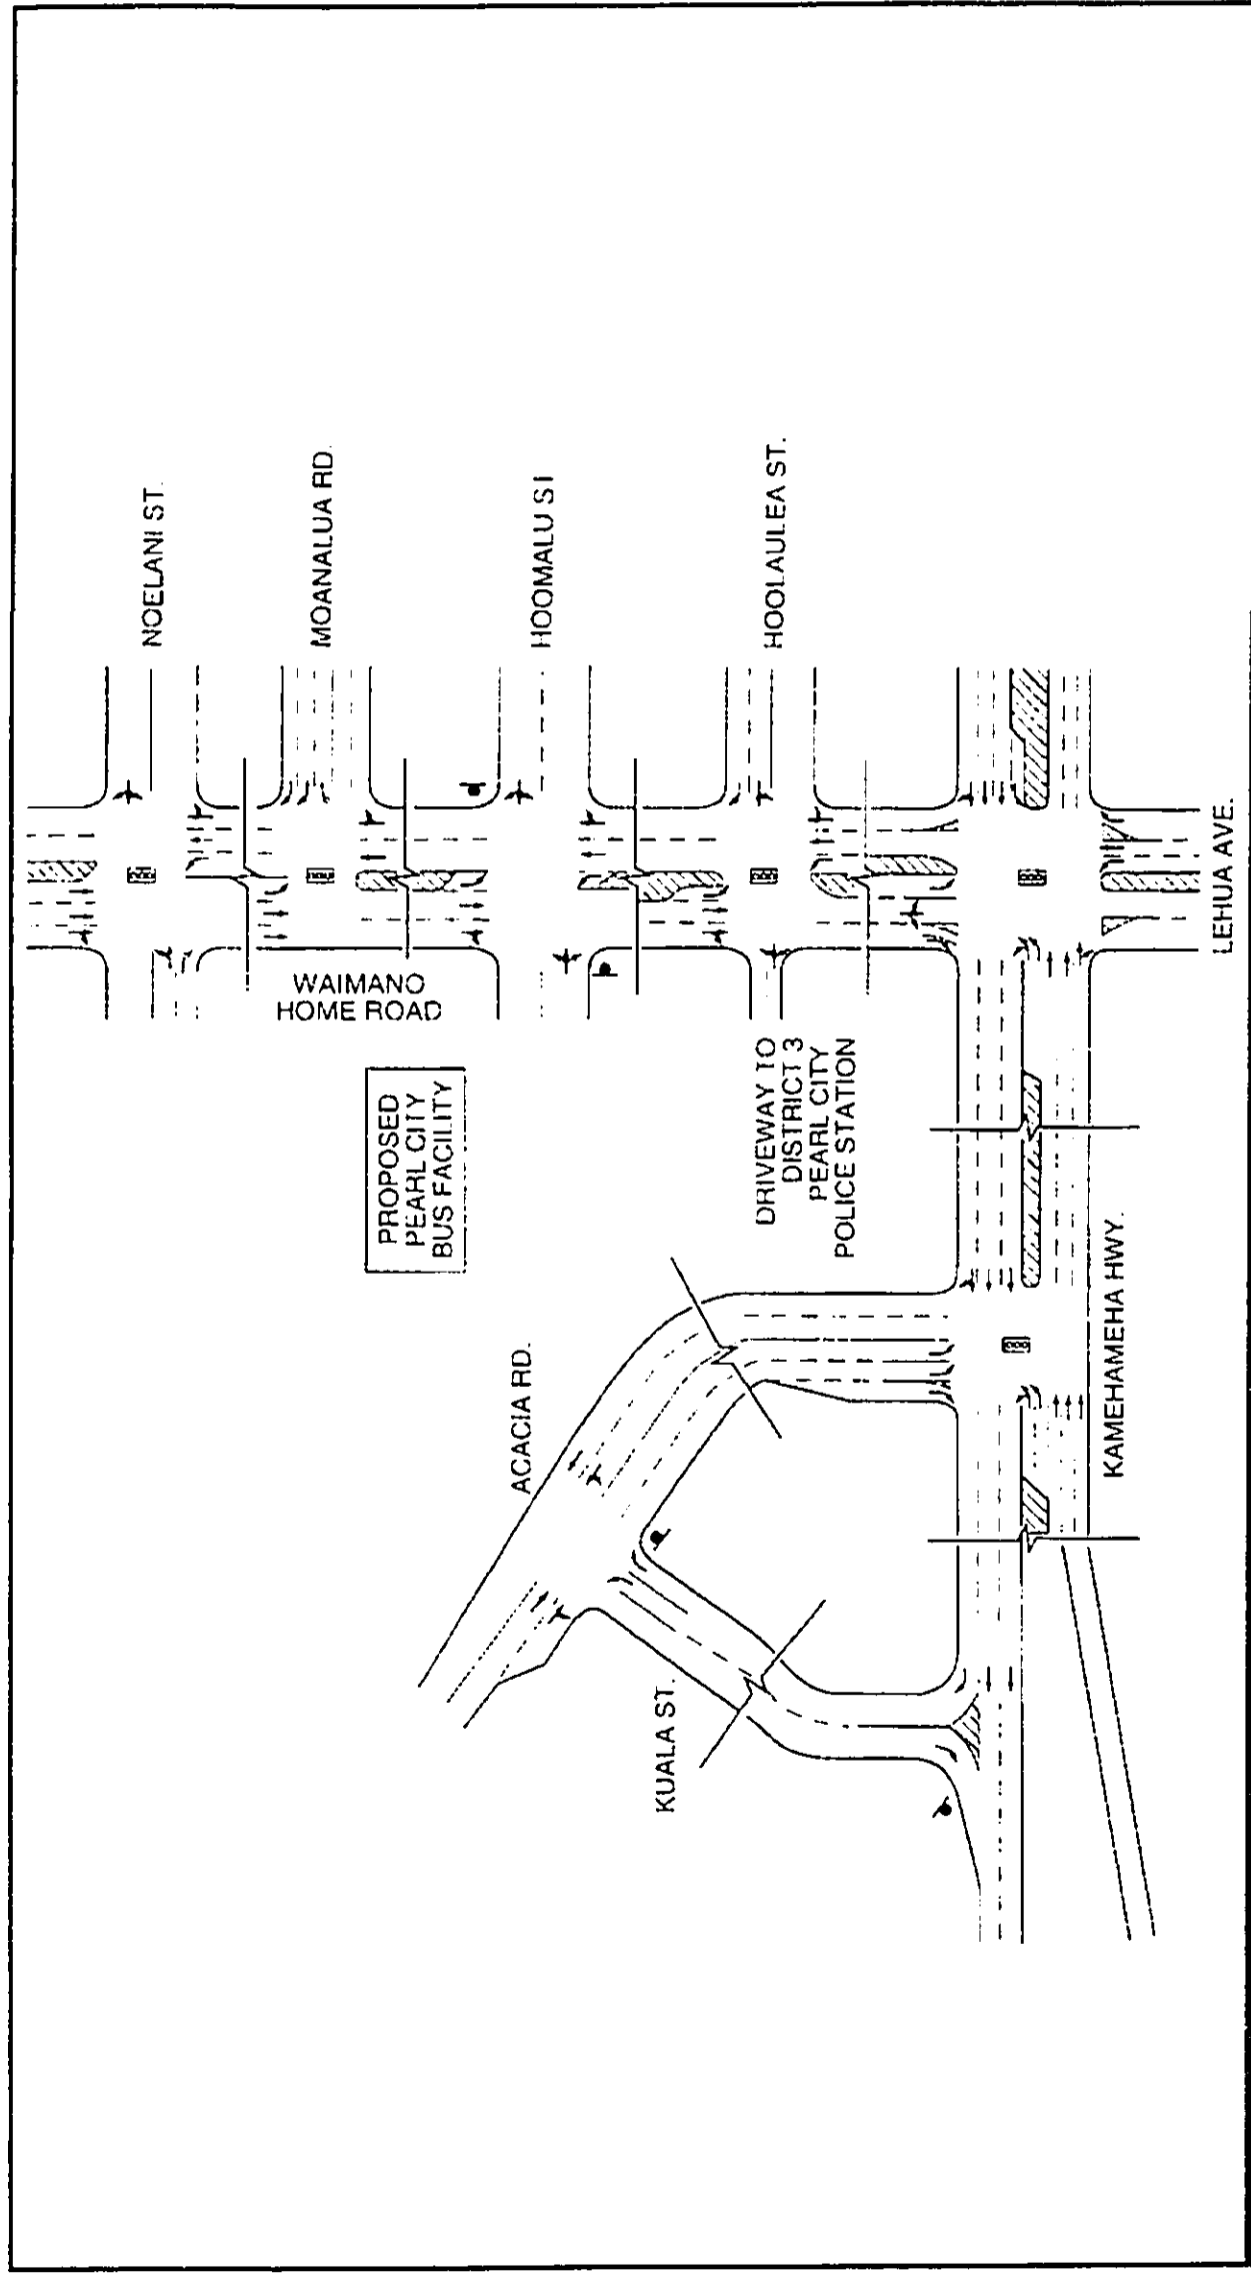 NOELANI ST.
MOANALUA RD.
HOOMALU ST
HOOLAULEA ST.
WAIMANO
HOME ROAD
PROPOSED
PEARL CITY
BUS FACILITY
DRIVEWAY TO
DISTRICT 3
PEARL CITY
POLICE STATION
LEHUA AVE.
ACACIA RD.
KAMEHAMEHA HWY.
KUALA ST.